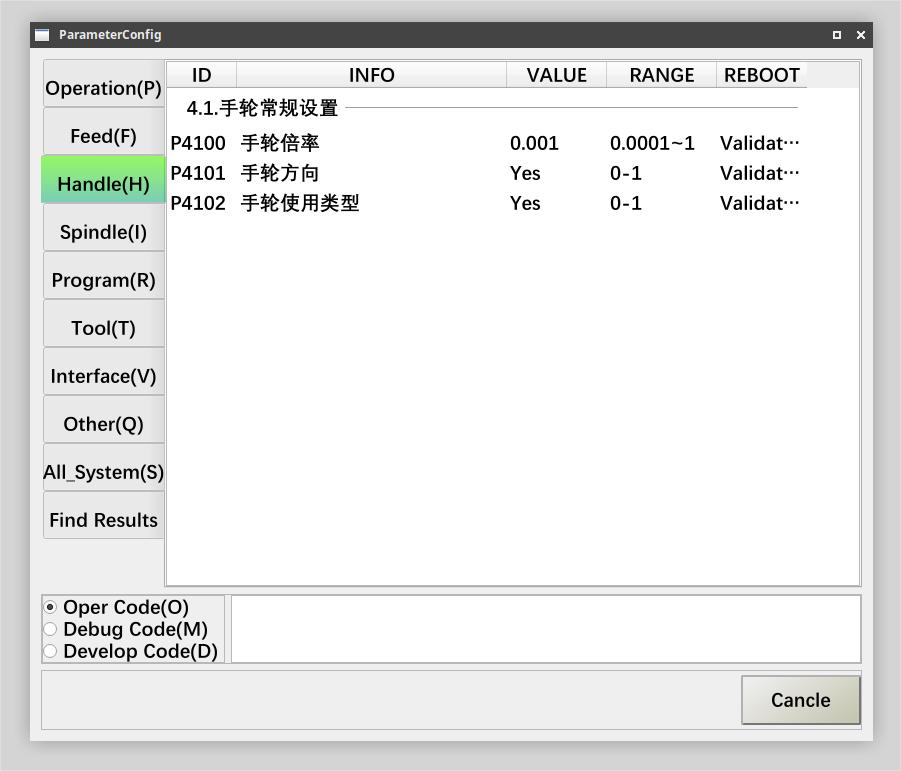 ParameterConfig
ID INFO VALUE RANGE REBOOT
Operation(P)
Feed(F)
Handle(H)
Spindle(I)
Program(R)
Tool(T)
Interface(V)
Other(Q)
All_System(S)
Find Results
4.1.手轮常规设置
P4100 手轮倍率 0.001 0.0001~1 Validat···
P4101 手轮方向 Yes 0-1 Validat···
P4102 手轮使用类型 Yes 0-1 Validat···
Oper Code(O)
Debug Code(M)
Develop Code(D)
Cancle